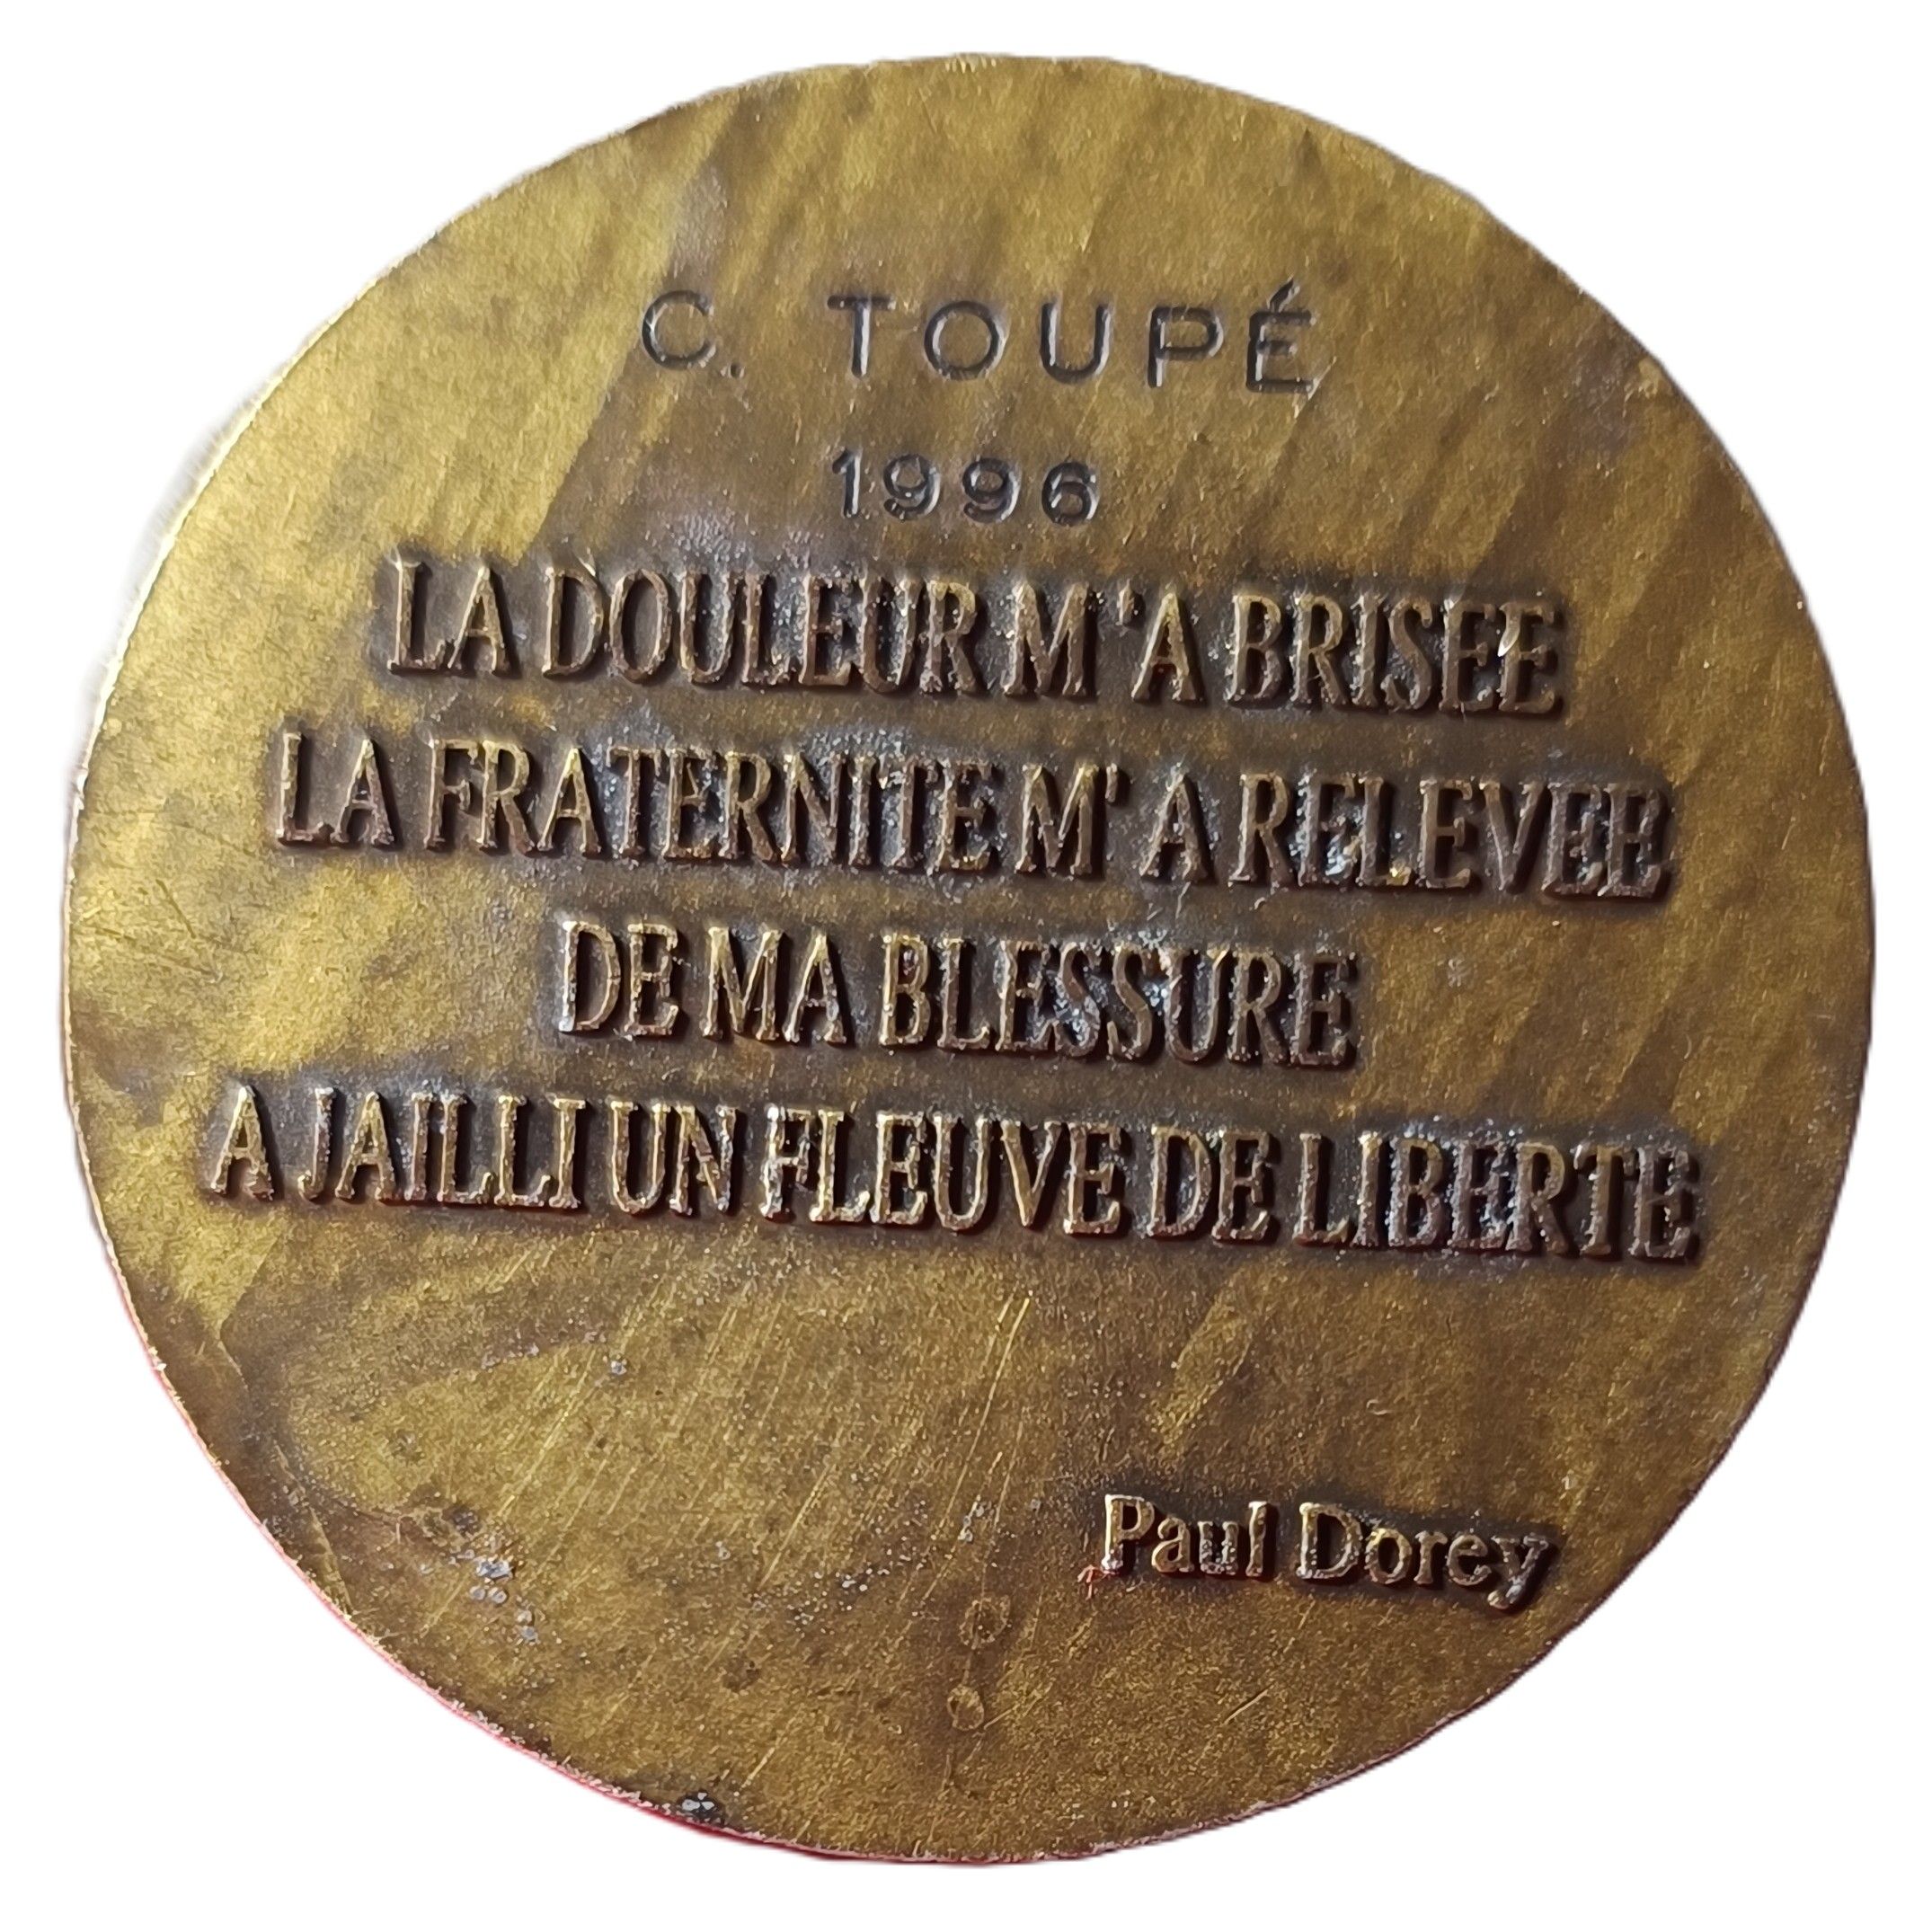 C. TOUPÉ
1996
LA DOULEUR M'A BRISEE
LA FRATERNITE M'A RELEVEE
DE MA BLESSURE
A JAILLI UN FLEUVE DE LIBERTE
Paul Dorey